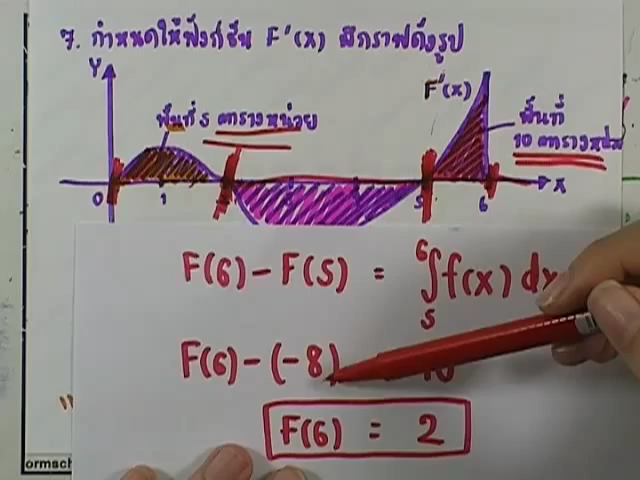 7. กำหนดให้ฟังก์ชัน F'(x) มีกราฟดังรูป
Y
F'(x)
พื้นที่ 5 ตารางหน่วย
พื้นที่
10 ตารางหน่วย
0 1 5 6 X
F(6) - F(5) = ∫₅⁶ f(x) dx
F(6) - (-8) 10
F(6) = 2
ormsch